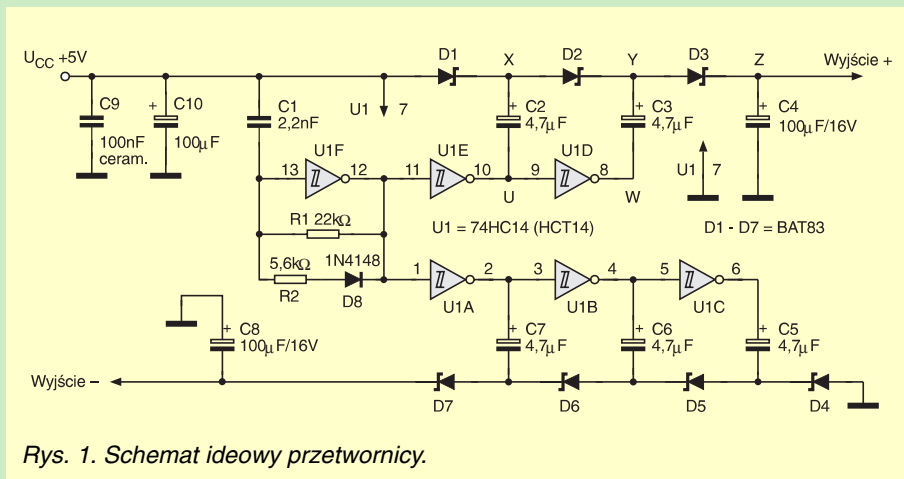 UCC +5V
D1
X
D2
Y
D3
Z
Wyjście +
C9
100nF
ceram.
+
C10
100μF
C1
2,2nF
U1
7
+
C2
4,7μF
+
C3
4,7μF
+
C4
100μF/16V
U1F
13
12
U1E
11
10
U
U1D
9
8
W
U1
7
R1 22kΩ
U1 = 74HC14 (HCT14)
D1 - D7 = BAT83
5,6kΩ
1N4148
R2
D8
1
2
U1A
3
4
U1B
5
6
U1C
+
C8
100μF/16V
+
C7
4,7μF
+
C6
4,7μF
+
C5
4,7μF
Wyjście –
D7
D6
D5
D4
Rys. 1. Schemat ideowy przetwornicy.